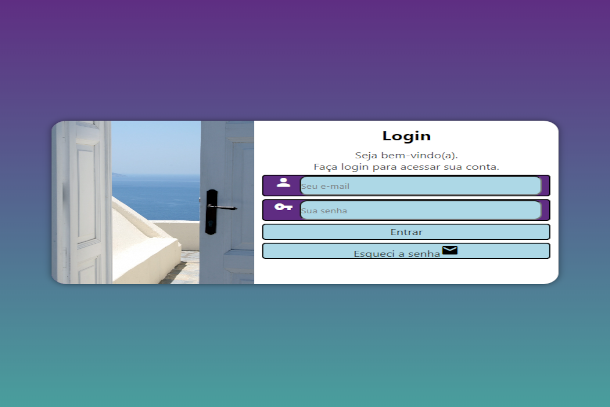 Login
Seja bem-vindo(a).
Faça login para acessar sua conta.
Seu e-mail
Sua senha
Entrar
Esqueci a senha